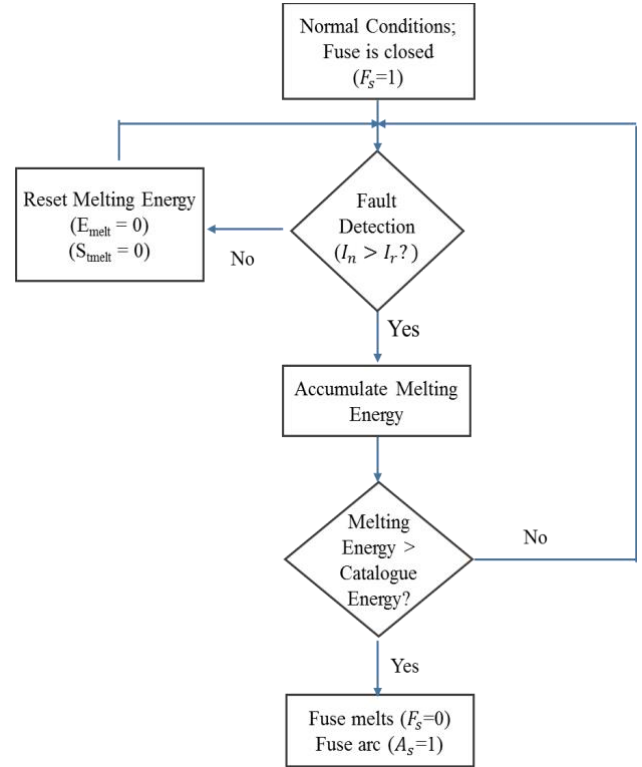 Normal Conditions;
Fuse is closed
(F_s=1)
Reset Melting Energy
(E_melt = 0)
(S_tmelt = 0)
No
Fault
Detection
(I_n > I_r?)
Yes
Accumulate Melting
Energy
Melting
Energy >
Catalogue
Energy?
No
Yes
Fuse melts (F_s=0)
Fuse arc (A_s=1)